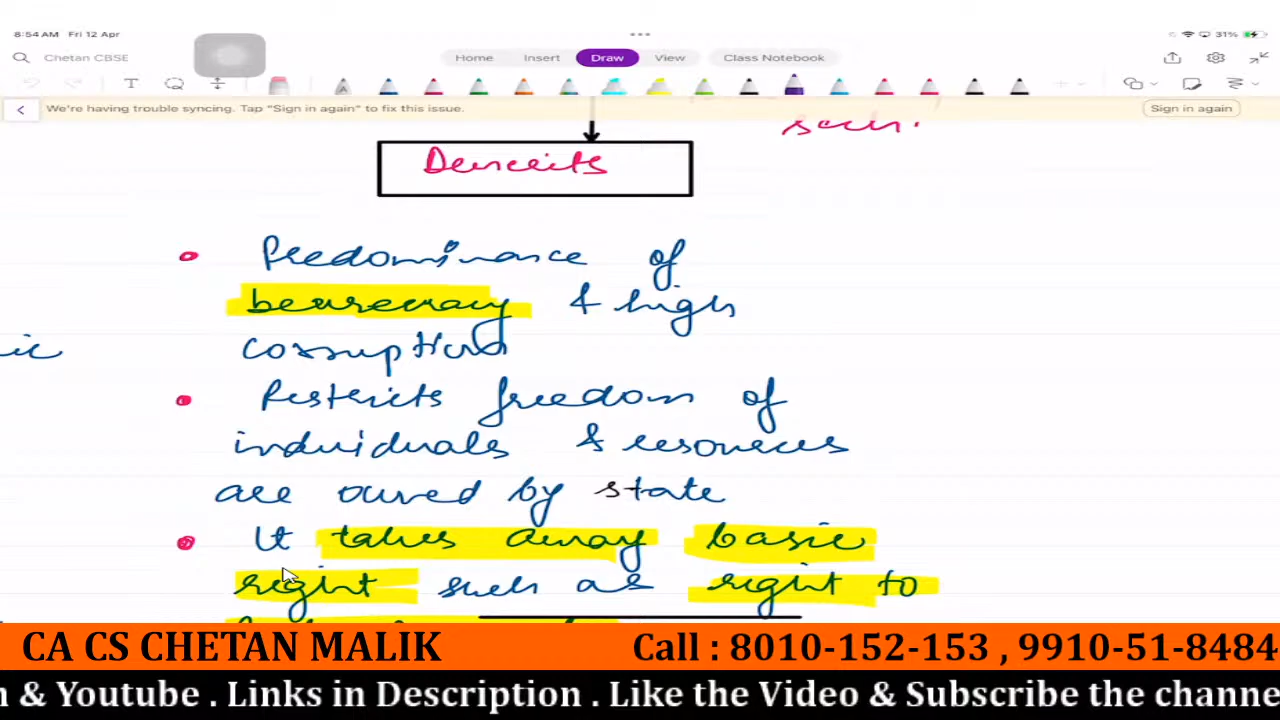 8:54 AM Fri 12 Apr
31%
Chetan CBSE
Home Insert Draw View Class Notebook
We're having trouble syncing. Tap "Sign in again" to fix this issue.
Sign in again
such.
Demerits
Predominance of
beurecracy & high
corruption
Restricts freedom of
individuals & resources
are owned by state
It takes away basic
right such as right to
CA CS CHETAN MALIK
Call : 8010-152-153 , 9910-51-8484
& Youtube . Links in Description . Like the Video & Subscribe the channe